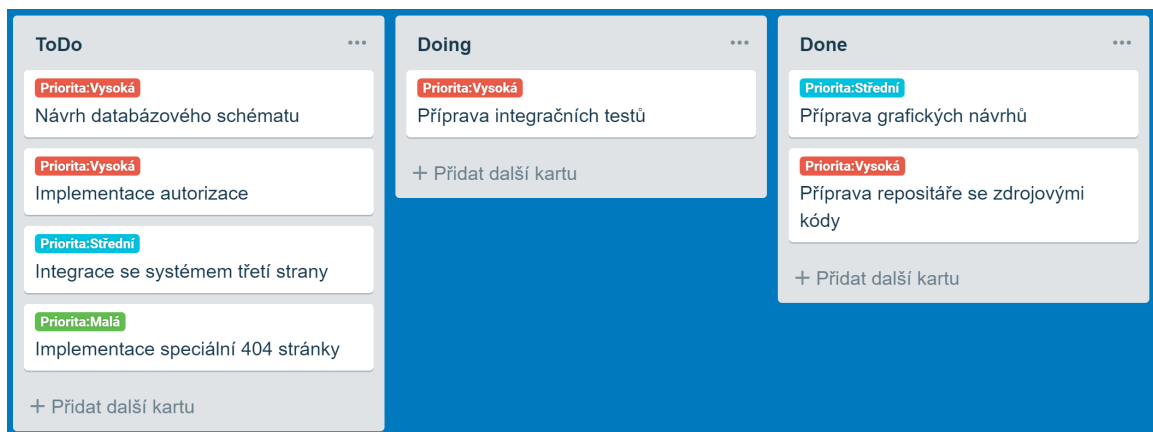 ToDo
Priorita:Vysoká
Návrh databázového schématu
Priorita:Vysoká
Implementace autorizace
Priorita:Střední
Integrace se systémem třetí strany
Priorita:Malá
Implementace speciální 404 stránky
+ Přidat další kartu
Doing
Priorita:Vysoká
Příprava integračních testů
+ Přidat další kartu
Done
Priorita:Střední
Příprava grafických návrhů
Priorita:Vysoká
Příprava repositáře se zdrojovými
kódy
+ Přidat další kartu